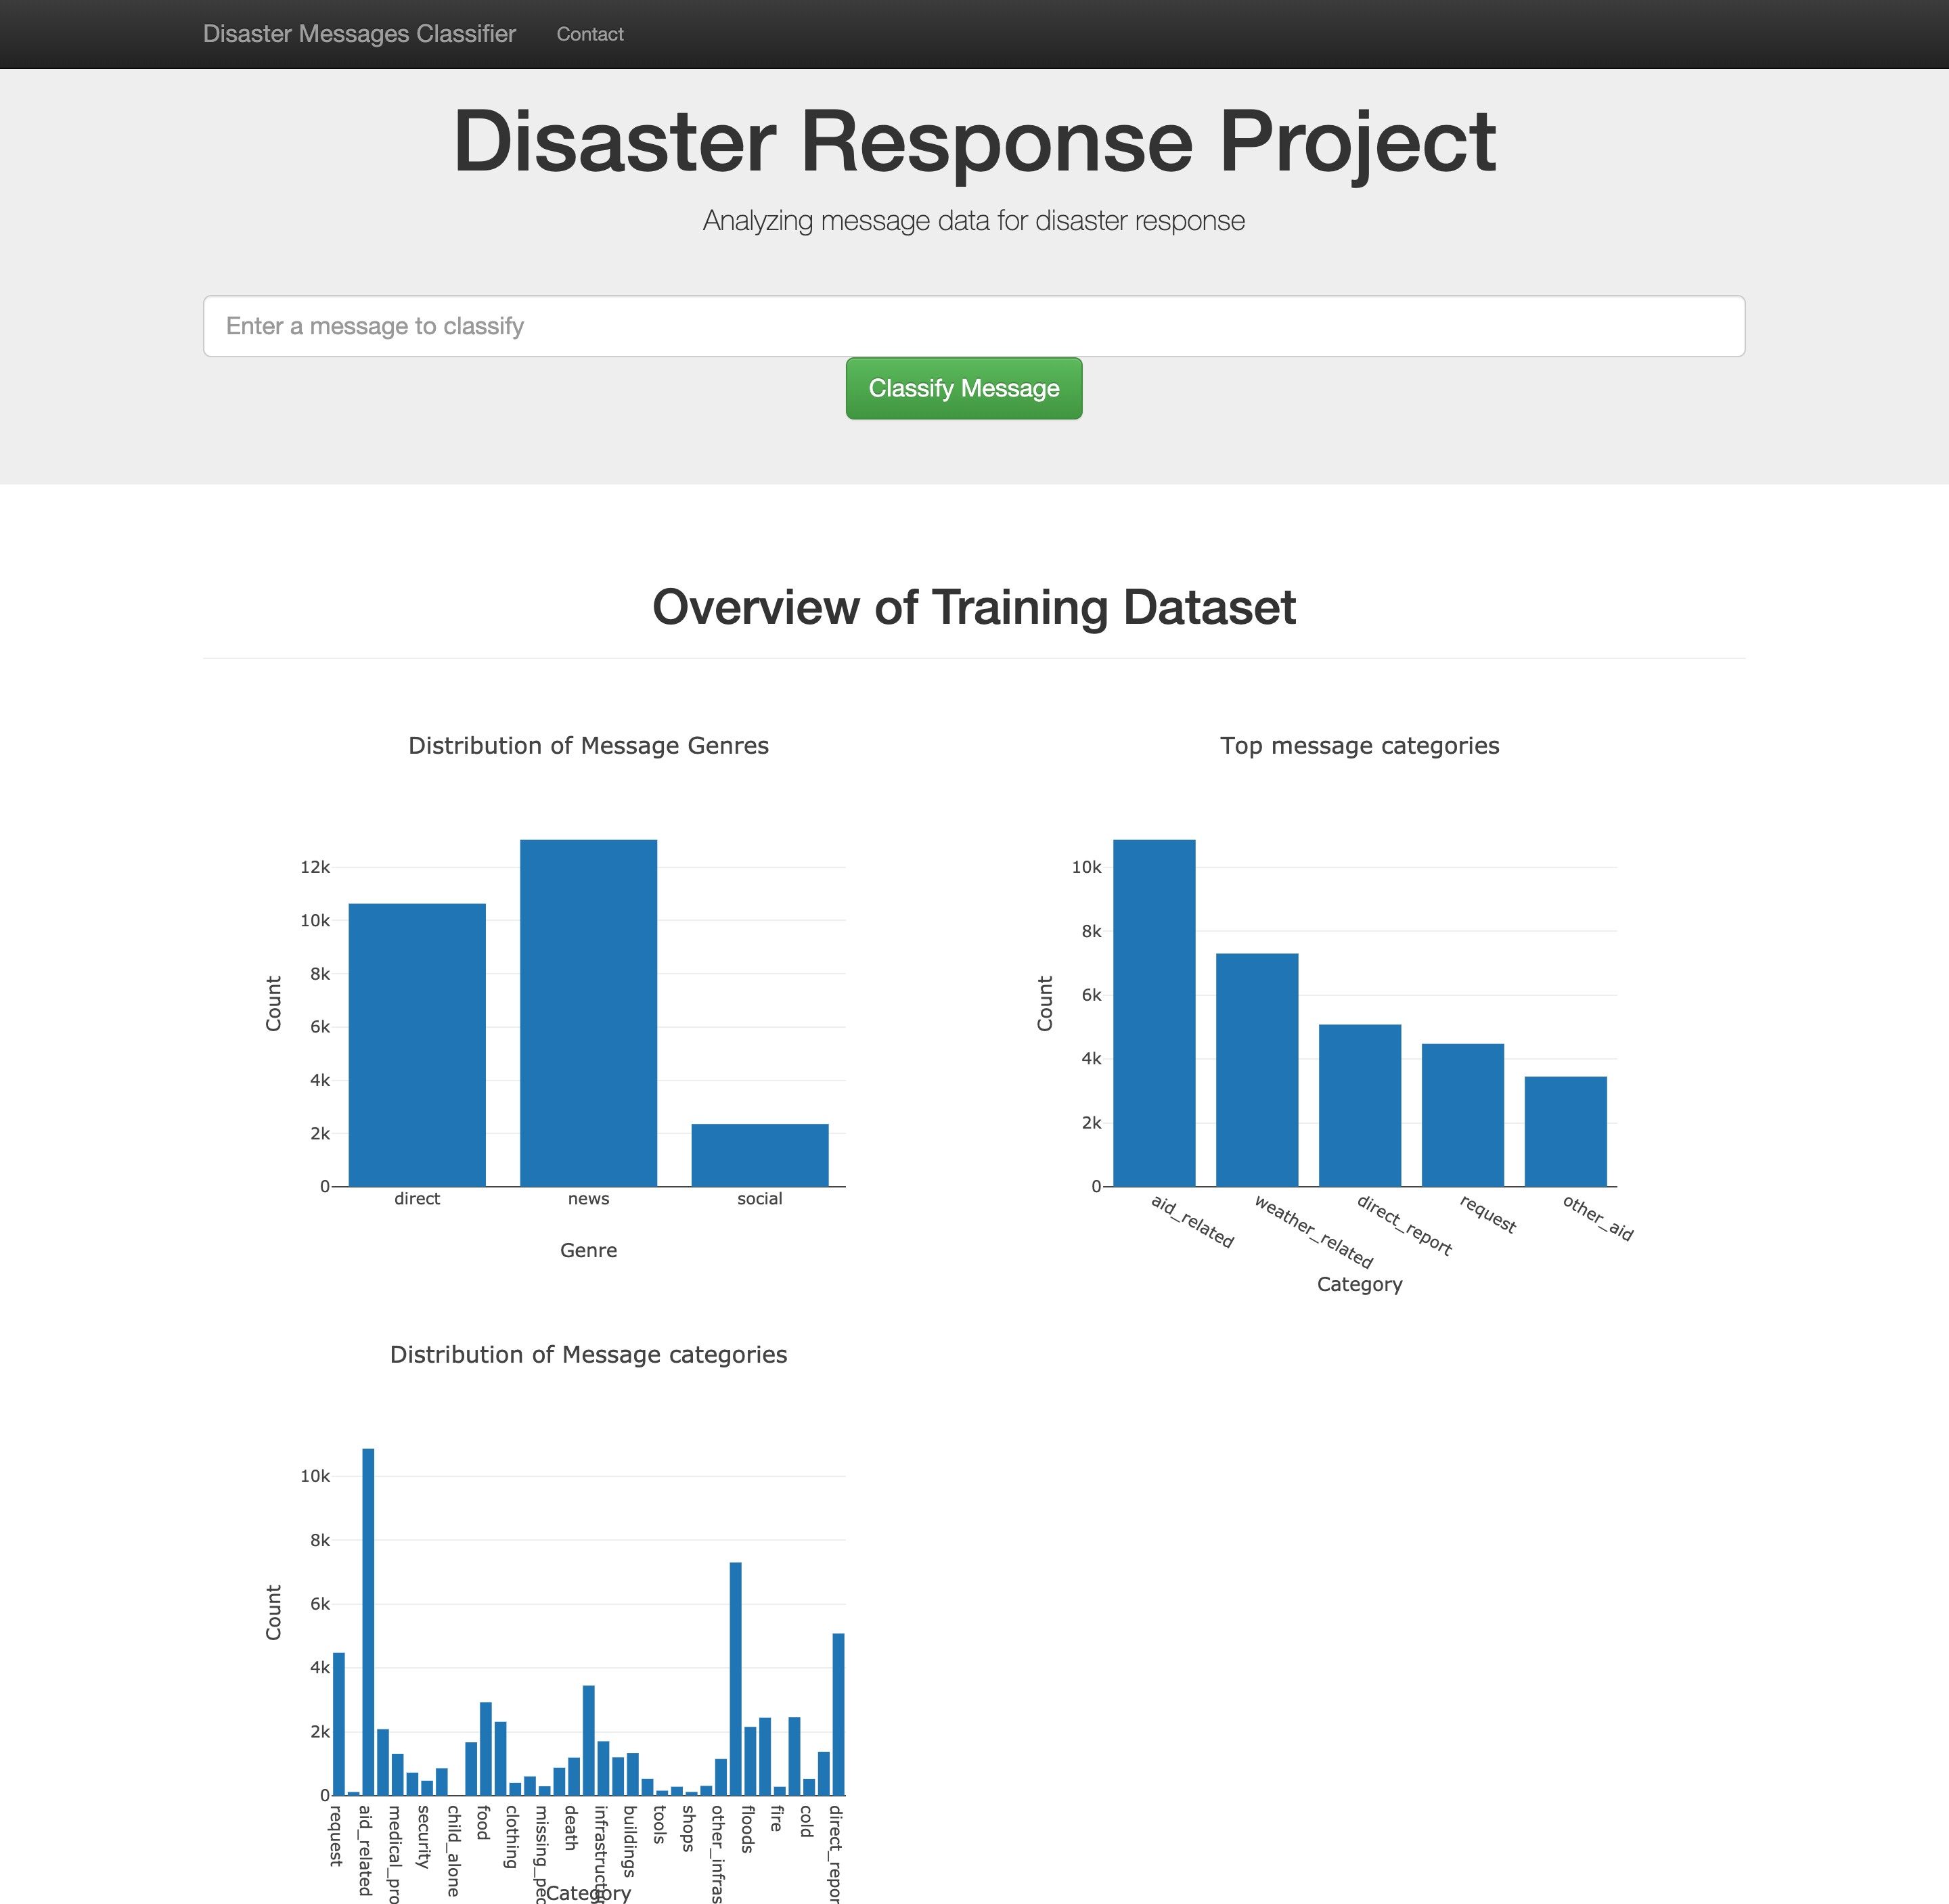 Disaster Messages Classifier
Contact
Disaster Response Project
Analyzing message data for disaster response
Enter a message to classify
Classify Message
Overview of Training Dataset
Distribution of Message Genres
12k
10k
8k
6k
4k
2k
0
Count
direct
news
social
Genre
Top message categories
10k
8k
6k
4k
2k
0
Count
aid_related
weather_related
direct_report
request
other_aid
Category
Distribution of Message categories
10k
8k
6k
4k
2k
0
Count
request
aid_related
medical_pro
security
child_alone
food
clothing
missing_peo
death
infrastructur
buildings
tools
shops
other_infras
floods
fire
cold
direct_repor
Category